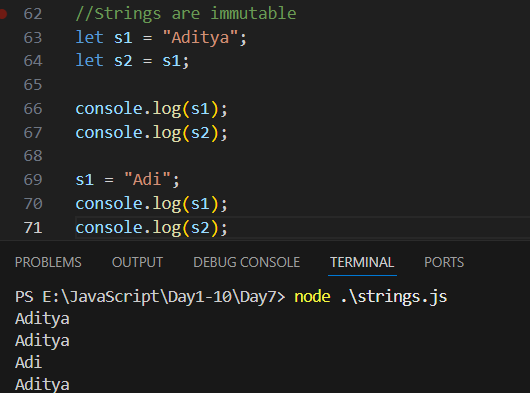 62 //Strings are immutable
63 let s1 = "Aditya";
64 let s2 = s1;
65
66 console.log(s1);
67 console.log(s2);
68
69 s1 = "Adi";
70 console.log(s1);
71 console.log(s2);
PROBLEMS OUTPUT DEBUG CONSOLE TERMINAL PORTS
PS E:\JavaScript\Day1-10\Day7> node .\strings.js
Aditya
Aditya
Adi
Aditya